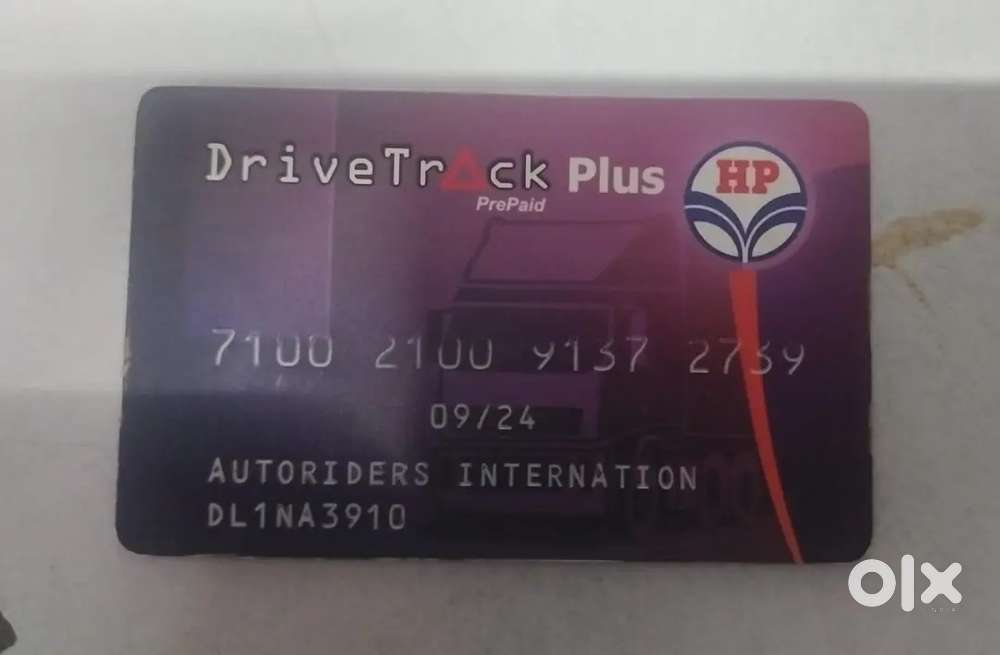 DriveTrack Plus
PrePaid
HP
7100 2100 9137 2739
09/24
AUTORIDERS INTERNATION
DL1NA3910
olx